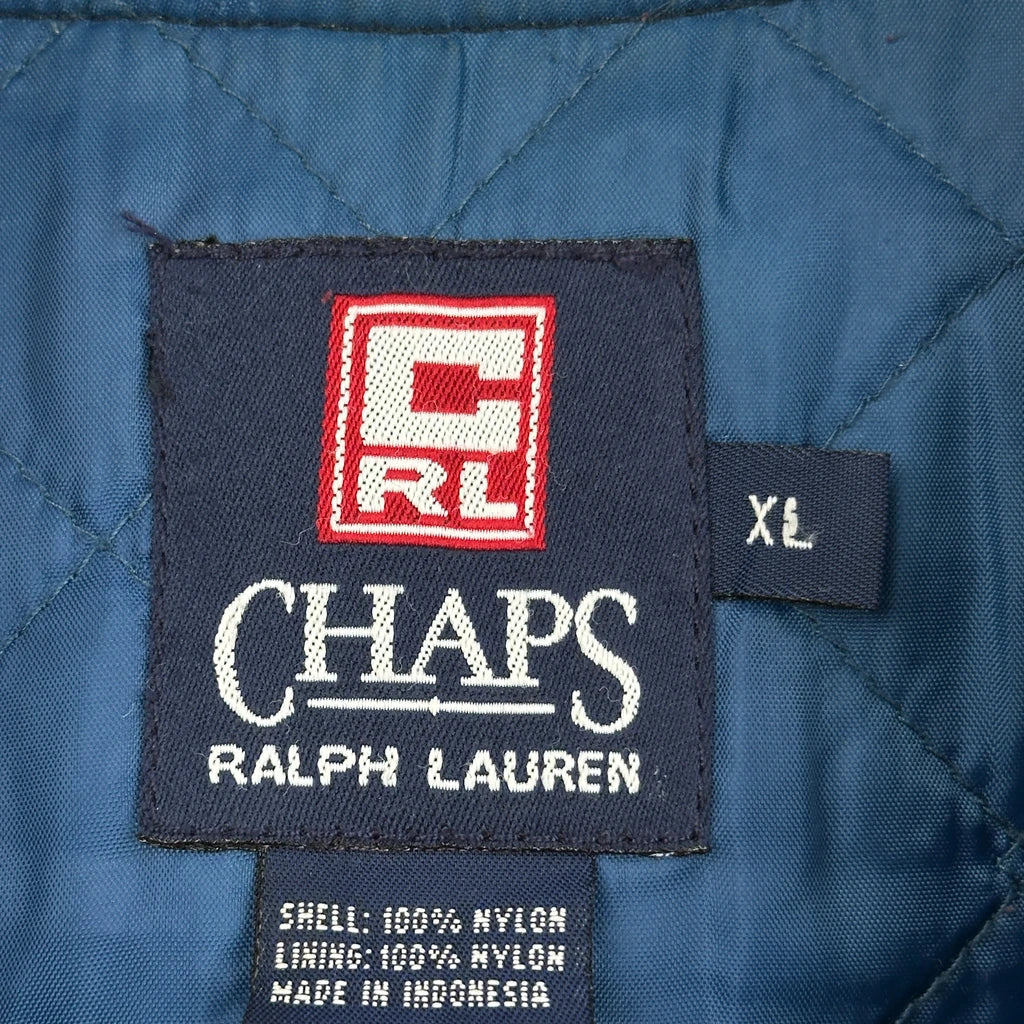 C
RL
CHAPS
RALPH LAUREN
XL
SHELL: 100% NYLON
LINING: 100% NYLON
MADE IN INDONESIA